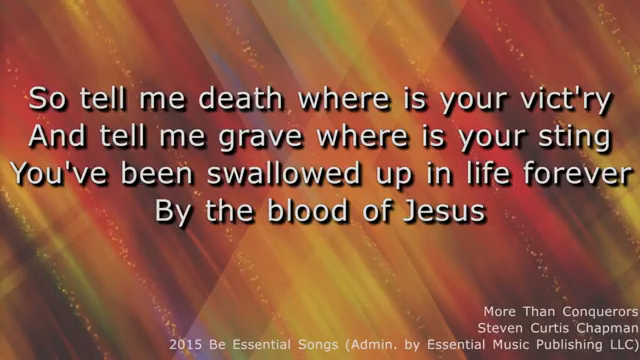 So tell me death where is your vict'ry
And tell me grave where is your sting
You've been swallowed up in life forever
By the blood of Jesus
More Than Conquerors
Steven Curtis Chapman
2015 Be Essential Songs (Admin. by Essential Music Publishing LLC)